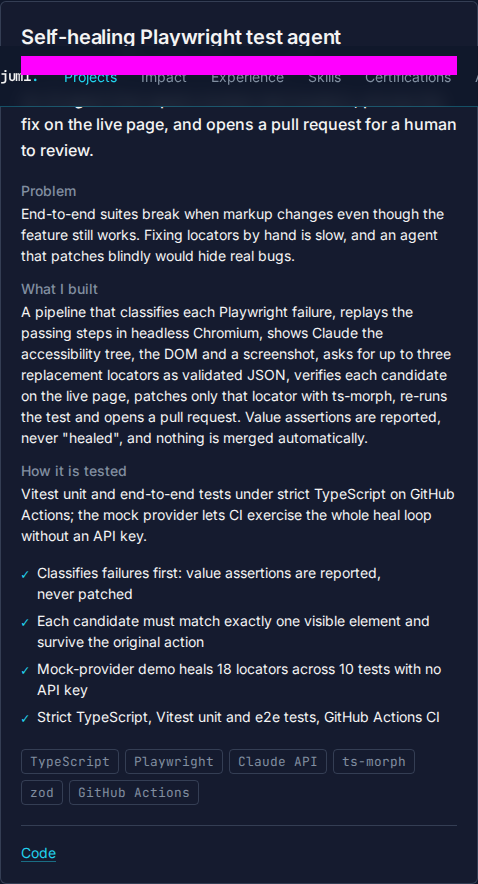 Self-healing Playwright test agent
jumi.
Projects
Impact
Experience
Skills
Certifications
fix on the live page, and opens a pull request for a human
to review.
Problem
End-to-end suites break when markup changes even though the
feature still works. Fixing locators by hand is slow, and an agent
that patches blindly would hide real bugs.
What I built
A pipeline that classifies each Playwright failure, replays the
passing steps in headless Chromium, shows Claude the
accessibility tree, the DOM and a screenshot, asks for up to three
replacement locators as validated JSON, verifies each candidate
on the live page, patches only that locator with ts-morph, re-runs
the test and opens a pull request. Value assertions are reported,
never "healed", and nothing is merged automatically.
How it is tested
Vitest unit and end-to-end tests under strict TypeScript on GitHub
Actions; the mock provider lets CI exercise the whole heal loop
without an API key.
✓ Classifies failures first: value assertions are reported,
never patched
✓ Each candidate must match exactly one visible element and
survive the original action
✓ Mock-provider demo heals 18 locators across 10 tests with no
API key
✓ Strict TypeScript, Vitest unit and e2e tests, GitHub Actions CI
TypeScript
Playwright
Claude API
ts-morph
zod
GitHub Actions
Code